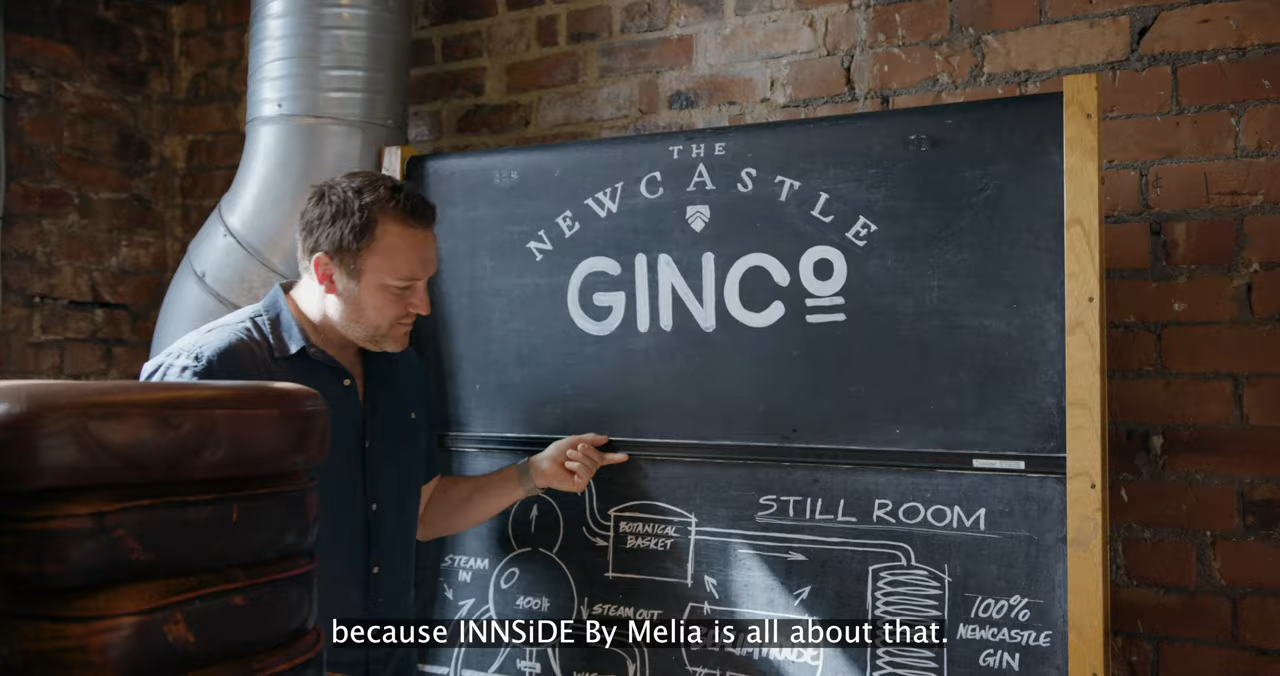 THE
NEWCASTLE
GINCO
STILL ROOM
BOTANICAL
BASKET
STEAM
IN
400lt
STEAM OUT
100%
NEWCASTLE
GIN
because INNSiDE By Melia is all about that.